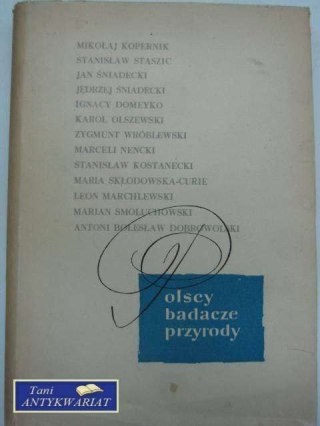 MIKOŁAJ KOPERNIK
STANISŁAW STASZIC
JAN ŚNIADECKI
JĘDRZEJ ŚNIADECKI
IGNACY DOMEYKO
KAROL OLSZEWSKI
ZYGMUNT WRÓBLEWSKI
MARCELI NENCKI
STANISŁAW KOSTANECKI
MARIA SKŁODOWSKA-CURIE
LEON MARCHLEWSKI
MARIAN SMOLUCHOWSKI
ANTONI BOLESŁAW DOBROWOLSKI
Polscy
badacze
przyrody
Tani
ANTYKWARIAT